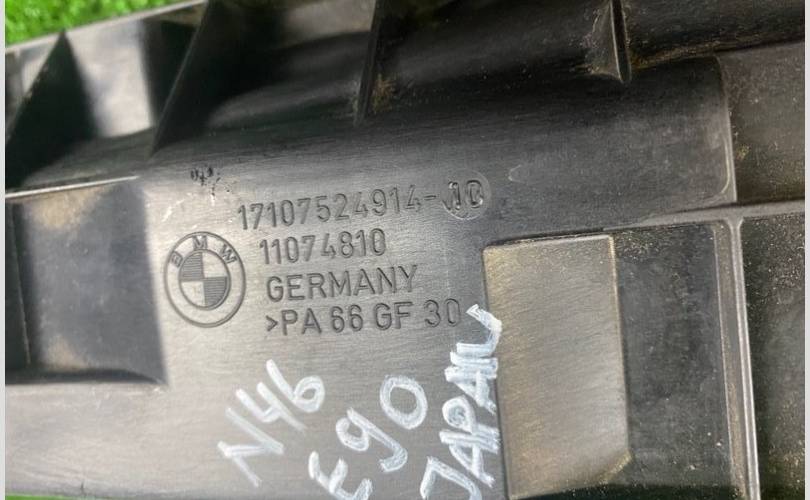 17107524914-10
11074810
GERMANY
>PA 66 GF 30
BMW
N46
E90
JAPAN